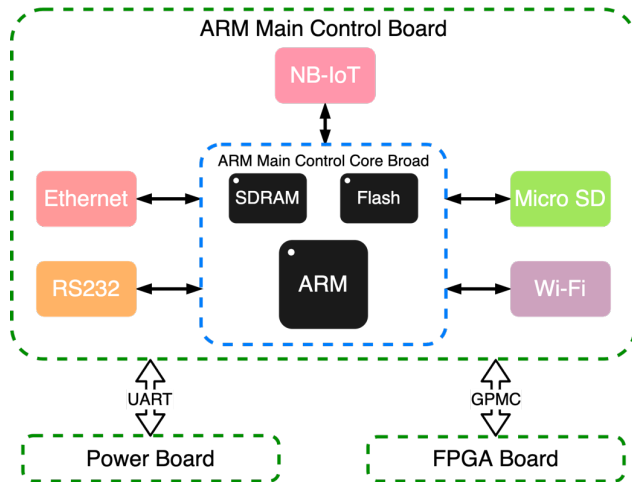 ARM Main Control Board
NB-IoT
ARM Main Control Core Broad
SDRAM
Flash
Ethernet
Micro SD
ARM
RS232
Wi-Fi
UART
GPMC
Power Board
FPGA Board